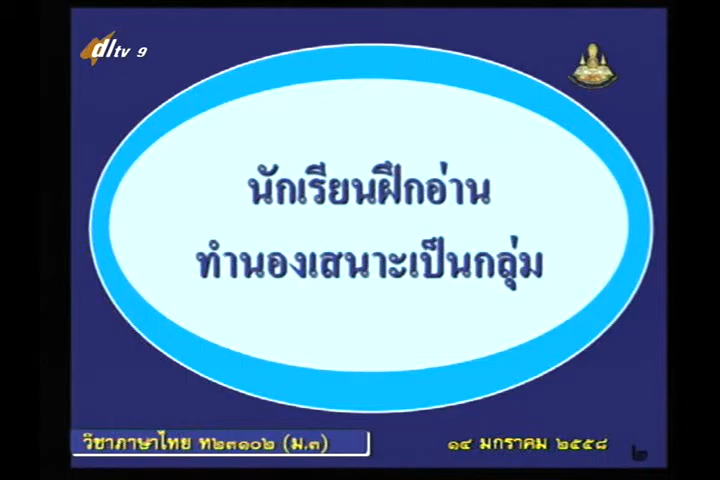 dltv 9
นักเรียนฝึกอ่าน
ทำนองเสนาะเป็นกลุ่ม
วิชาภาษาไทย ท๒๓๑๐๒ (ม.๓)
๑๔ มกราคม ๒๕๕๘
๒